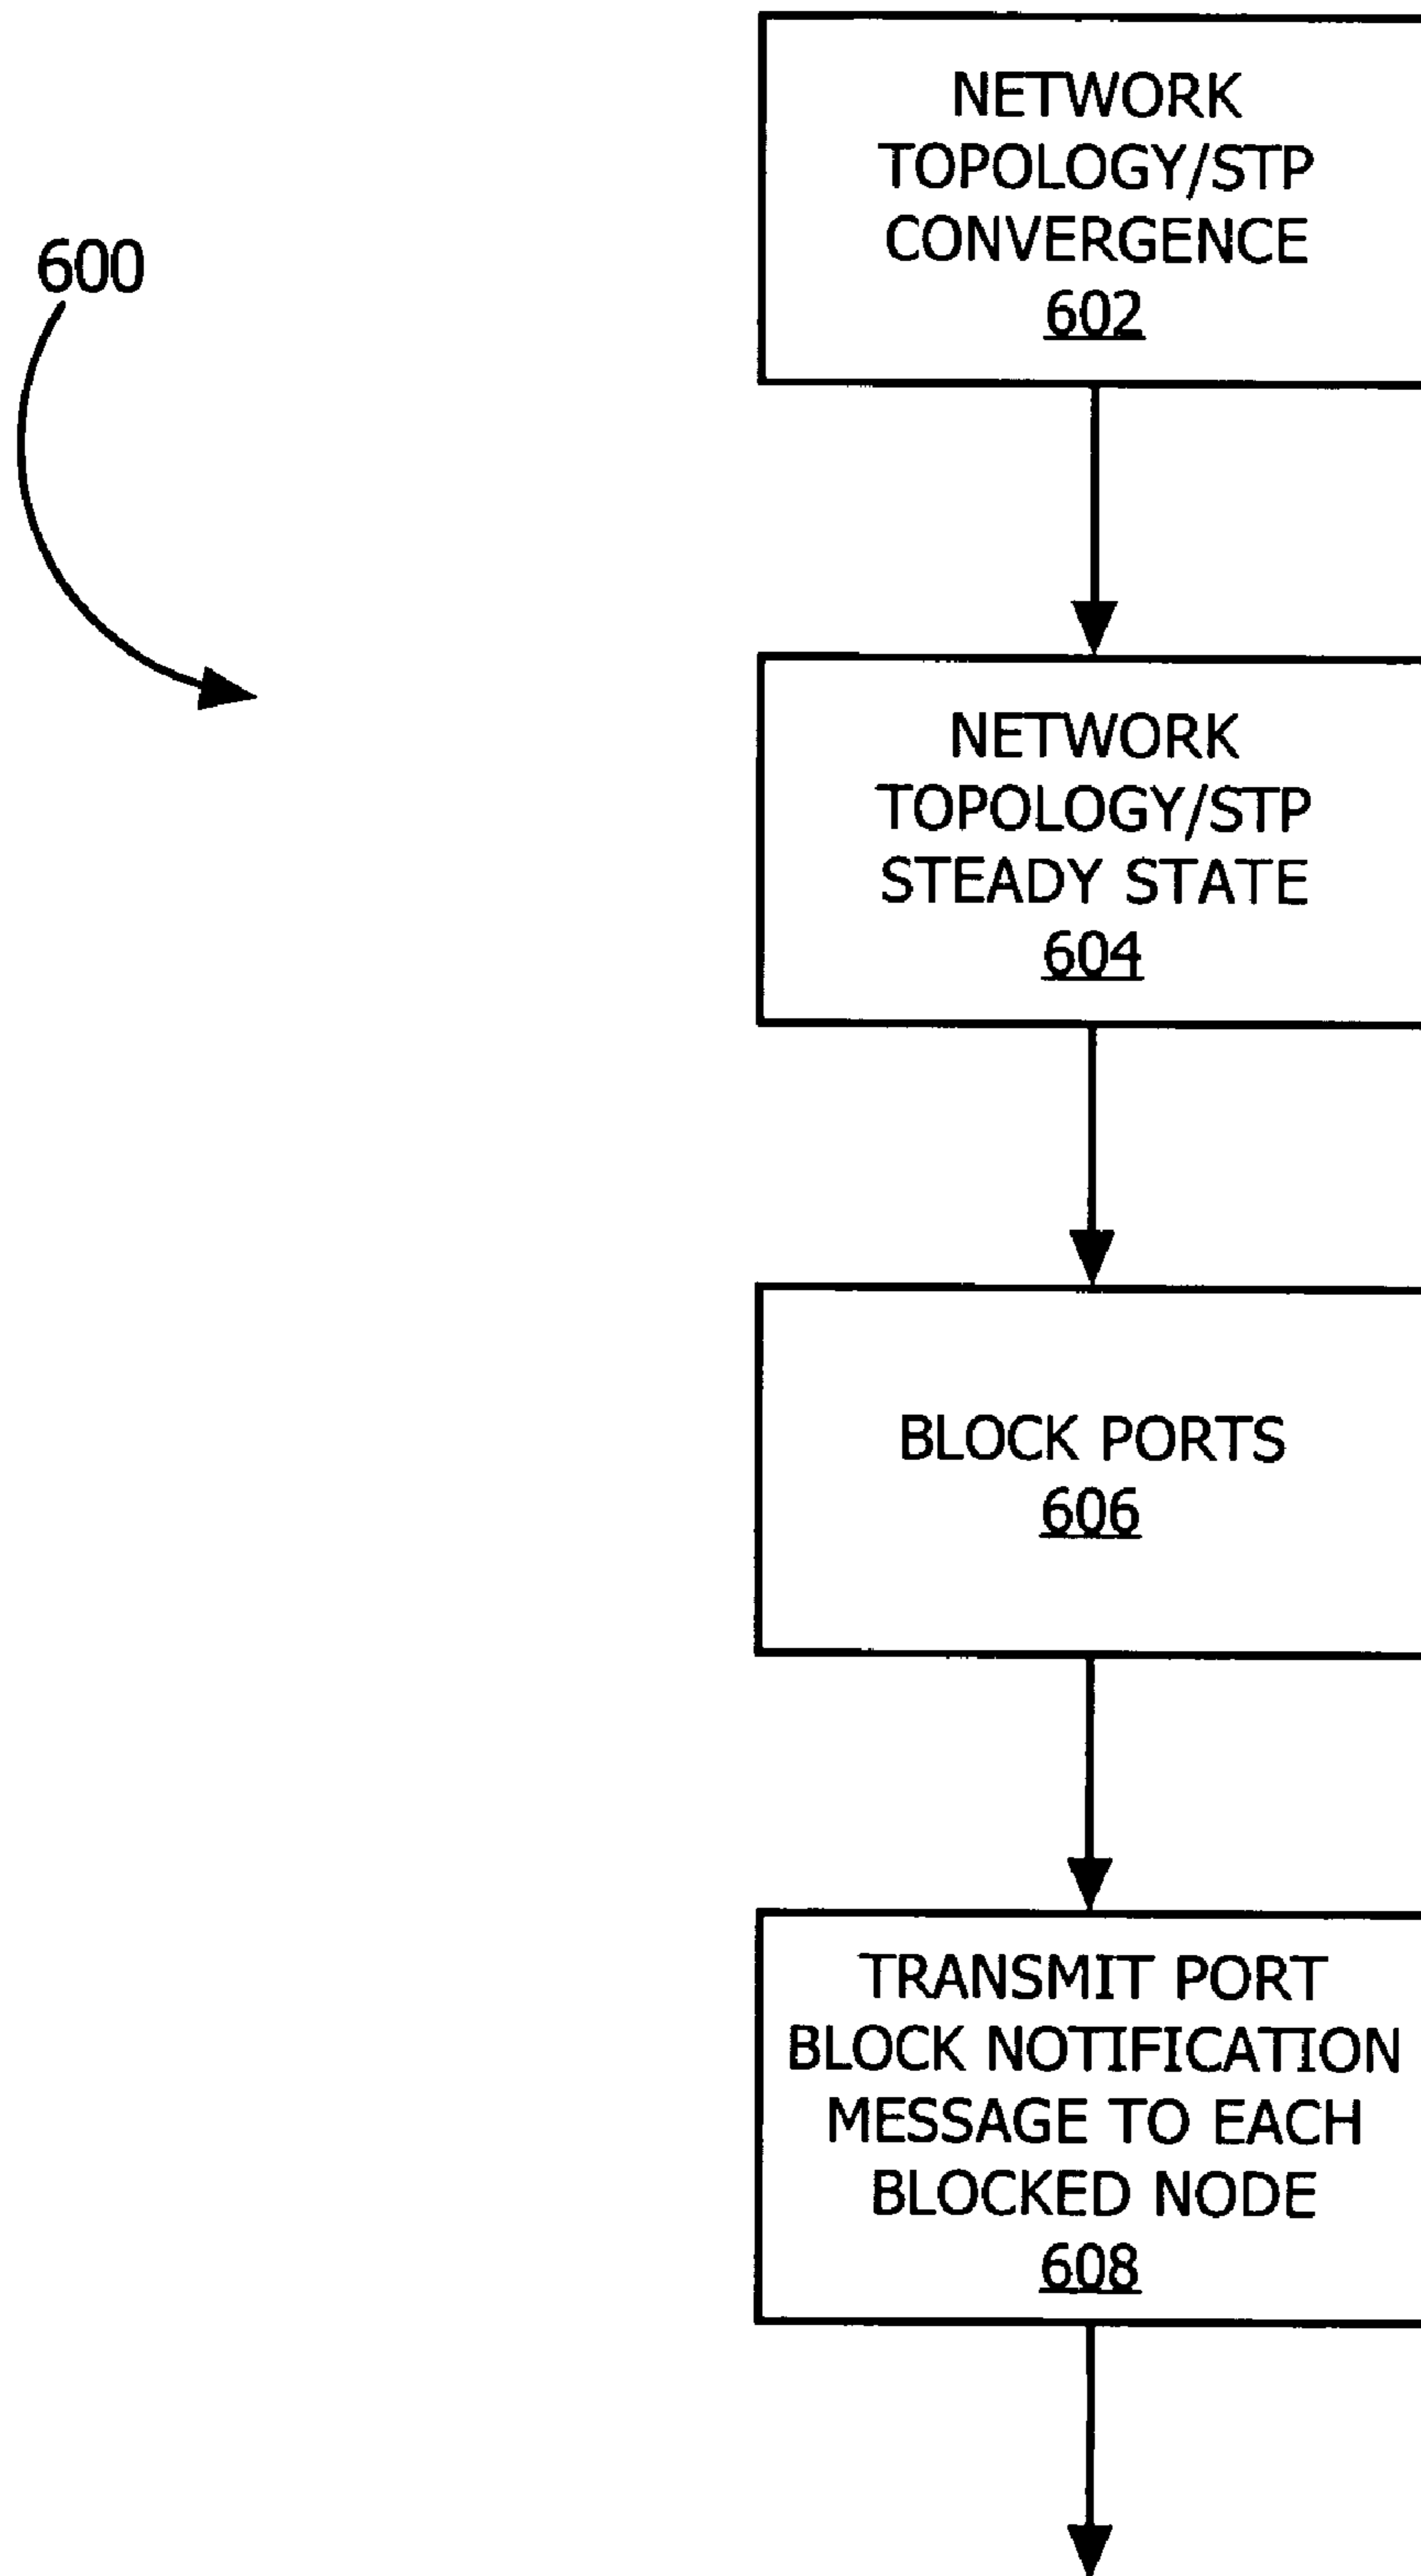 NETWORK
TOPOLOGY/STP
CONVERGENCE
602
600
NETWORK
TOPOLOGY/STP
STEADY STATE
604
BLOCK PORTS
606
TRANSMIT PORT
BLOCK NOTIFICATION
MESSAGE TO EACH
BLOCKED NODE
608